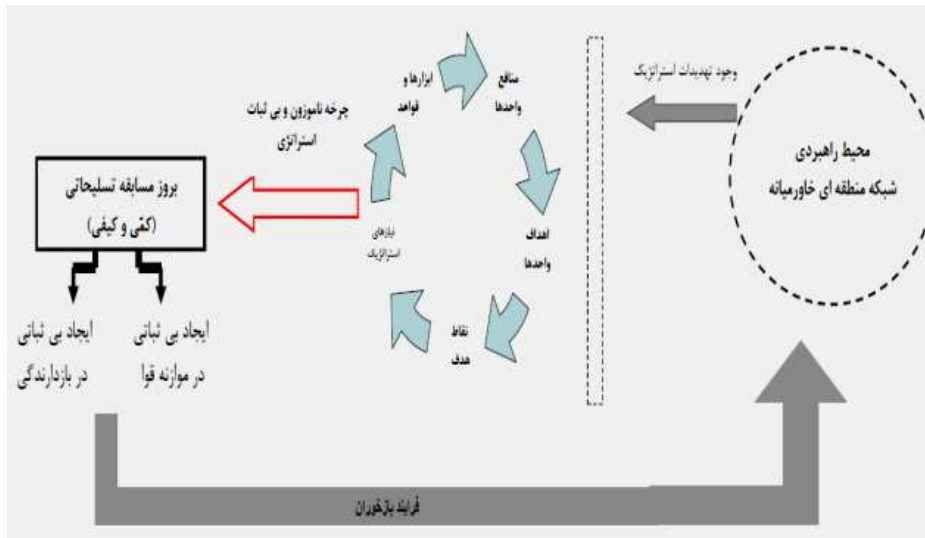 وجود تهدیدات استراتژیک
محیط راهبردی
شبکه منطقه ای خاورمیانه
منافع
واحدها
اهداف
واحدها
نقاط
هدف
نیازهای
استراتژیک
ابزارها و
قواعد
چرخه ناموزون و بی ثبات
استراتژی
بروز مسابقه تسلیحاتی
(کمّی و کیفی)
ایجاد بی ثباتی
در موازنه قوا
ایجاد بی ثباتی
در بازدارندگی
فرایند بازخوران